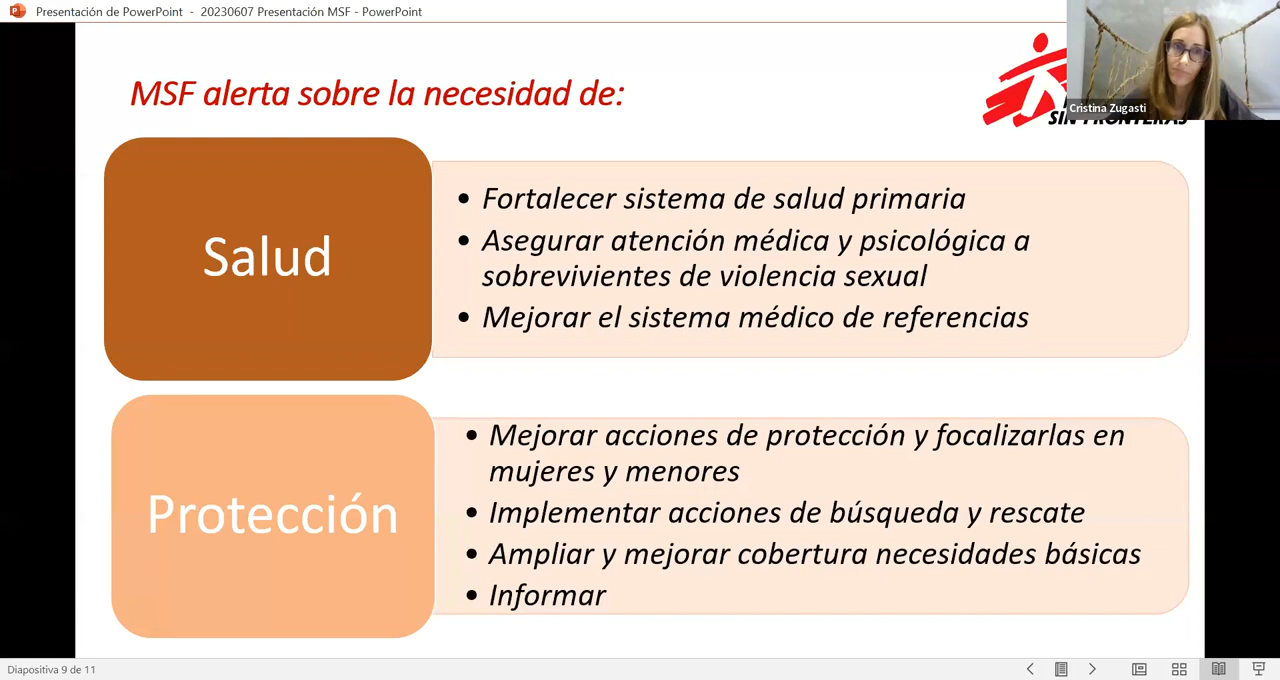 Presentación de PowerPoint - 20230607 Presentación MSF - PowerPoint
Cristina Zugasti
MSF alerta sobre la necesidad de:
SIN FRONTERAS
Salud
• Fortalecer sistema de salud primaria
• Asegurar atención médica y psicológica a
sobrevivientes de violencia sexual
• Mejorar el sistema médico de referencias
Protección
• Mejorar acciones de protección y focalizarlas en
mujeres y menores
• Implementar acciones de búsqueda y rescate
• Ampliar y mejorar cobertura necesidades básicas
• Informar
Diapositiva 9 de 11